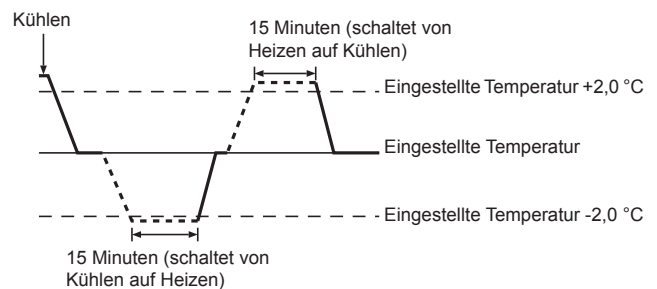 Kühlen
15 Minuten (schaltet von
Heizen auf Kühlen)
Eingestellte Temperatur +2,0 °C
Eingestellte Temperatur
Eingestellte Temperatur -2,0 °C
15 Minuten (schaltet von
Kühlen auf Heizen)